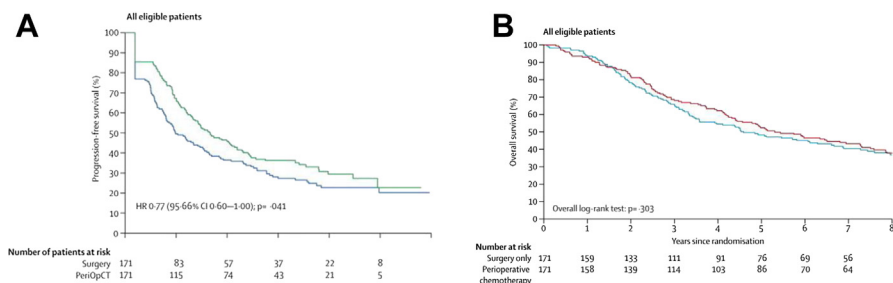 A
All eligible patients
100
90
80
70
60
50
40
30
20
10
0
Progression-free survival (%)
HR 0·77 (95·66% CI 0·60—1·00); p= ·041
Number of patients at risk
Surgery 171 83 57 37 22 8
PeriOpCT 171 115 74 43 21 5
B
All eligible patients
100
90
80
70
60
50
40
30
20
10
0
Overall survival (%)
Overall log-rank test: p= ·303
0 1 2 3 4 5 6 7 8
Years since randomisation
Number at risk
Surgery only 171 159 133 111 91 76 69 56
Perioperative 171 158 139 114 103 86 70 64
chemotherapy